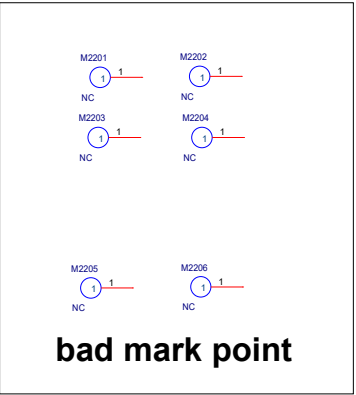 M2201 M2202
1 1 1 1
NC NC
M2203 M2204
1 1 1 1
NC NC
M2205 M2206
1 1 1 1
NC NC
bad mark point